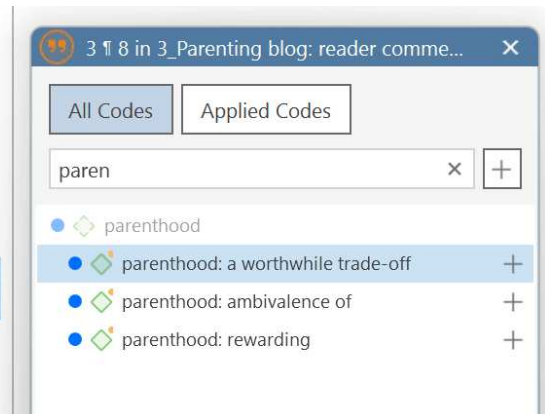 3 ¶ 8 in 3_Parenting blog: reader comme...
All Codes Applied Codes
paren
parenthood
parenthood: a worthwhile trade-off
parenthood: ambivalence of
parenthood: rewarding